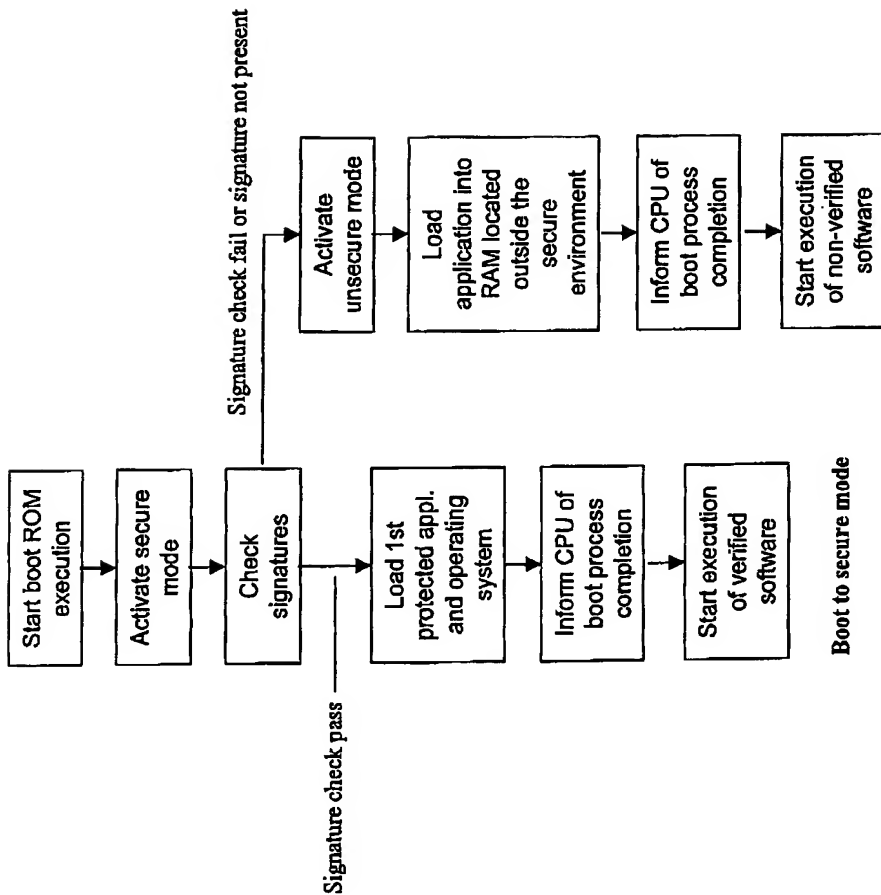 Start boot ROM
execution
Activate secure
mode
Check
signatures
Signature check pass
Load 1st
protected appl.
and operating
system
Inform CPU of
boot process
completion
Start execution
of verified
software
Boot to secure mode
Signature check fail or signature not present
Activate
unsecure mode
Load
application into
RAM located
outside the
secure
environment
Inform CPU of
boot process
completion
Start execution
of non-verified
software